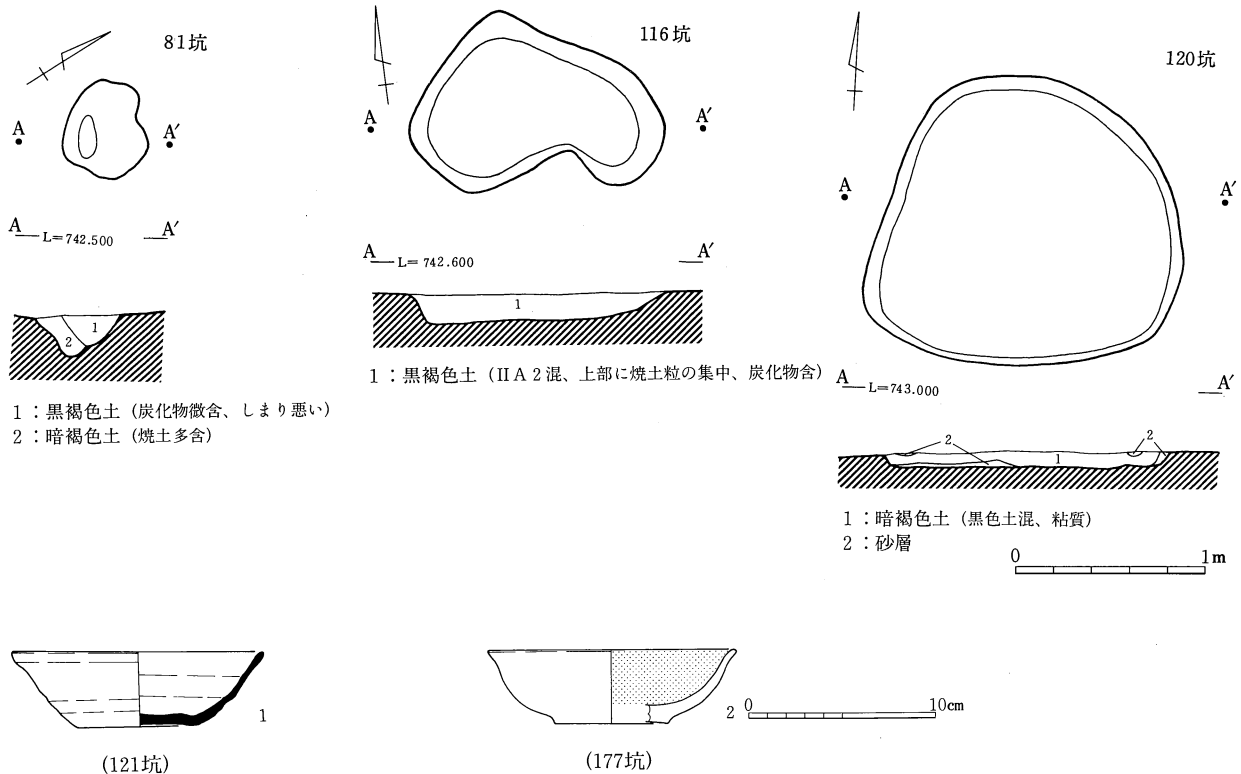 81坑
A A′
A L=742.500 A′
1
2
1：黒褐色土（炭化物微含、しまり悪い）
2：暗褐色土（焼土多含）
116坑
A A′
A L=742.600 A′
1
1：黒褐色土（ⅡA2混、上部に焼土粒の集中、炭化物含）
120坑
A A′
A L=743.000 A′
2 1 2
1：暗褐色土（黒色土混、粘質）
2：砂層
0 1m
1
(121坑)
2
0 10cm
(177坑)